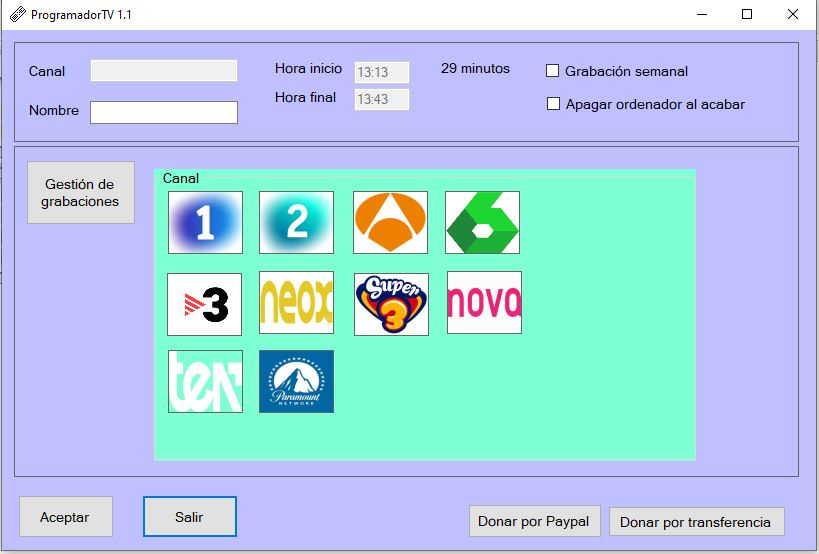 ProgramadorTV 1.1
Canal
Hora inicio
13:13
29 minutos
Grabación semanal
Nombre
Hora final
13:43
Apagar ordenador al acabar
Gestión de
grabaciones
Canal
1
2
6
3
neox
Super
3
nova
ten
Paramount
NETWORK
Aceptar
Salir
Donar por Paypal
Donar por transferencia